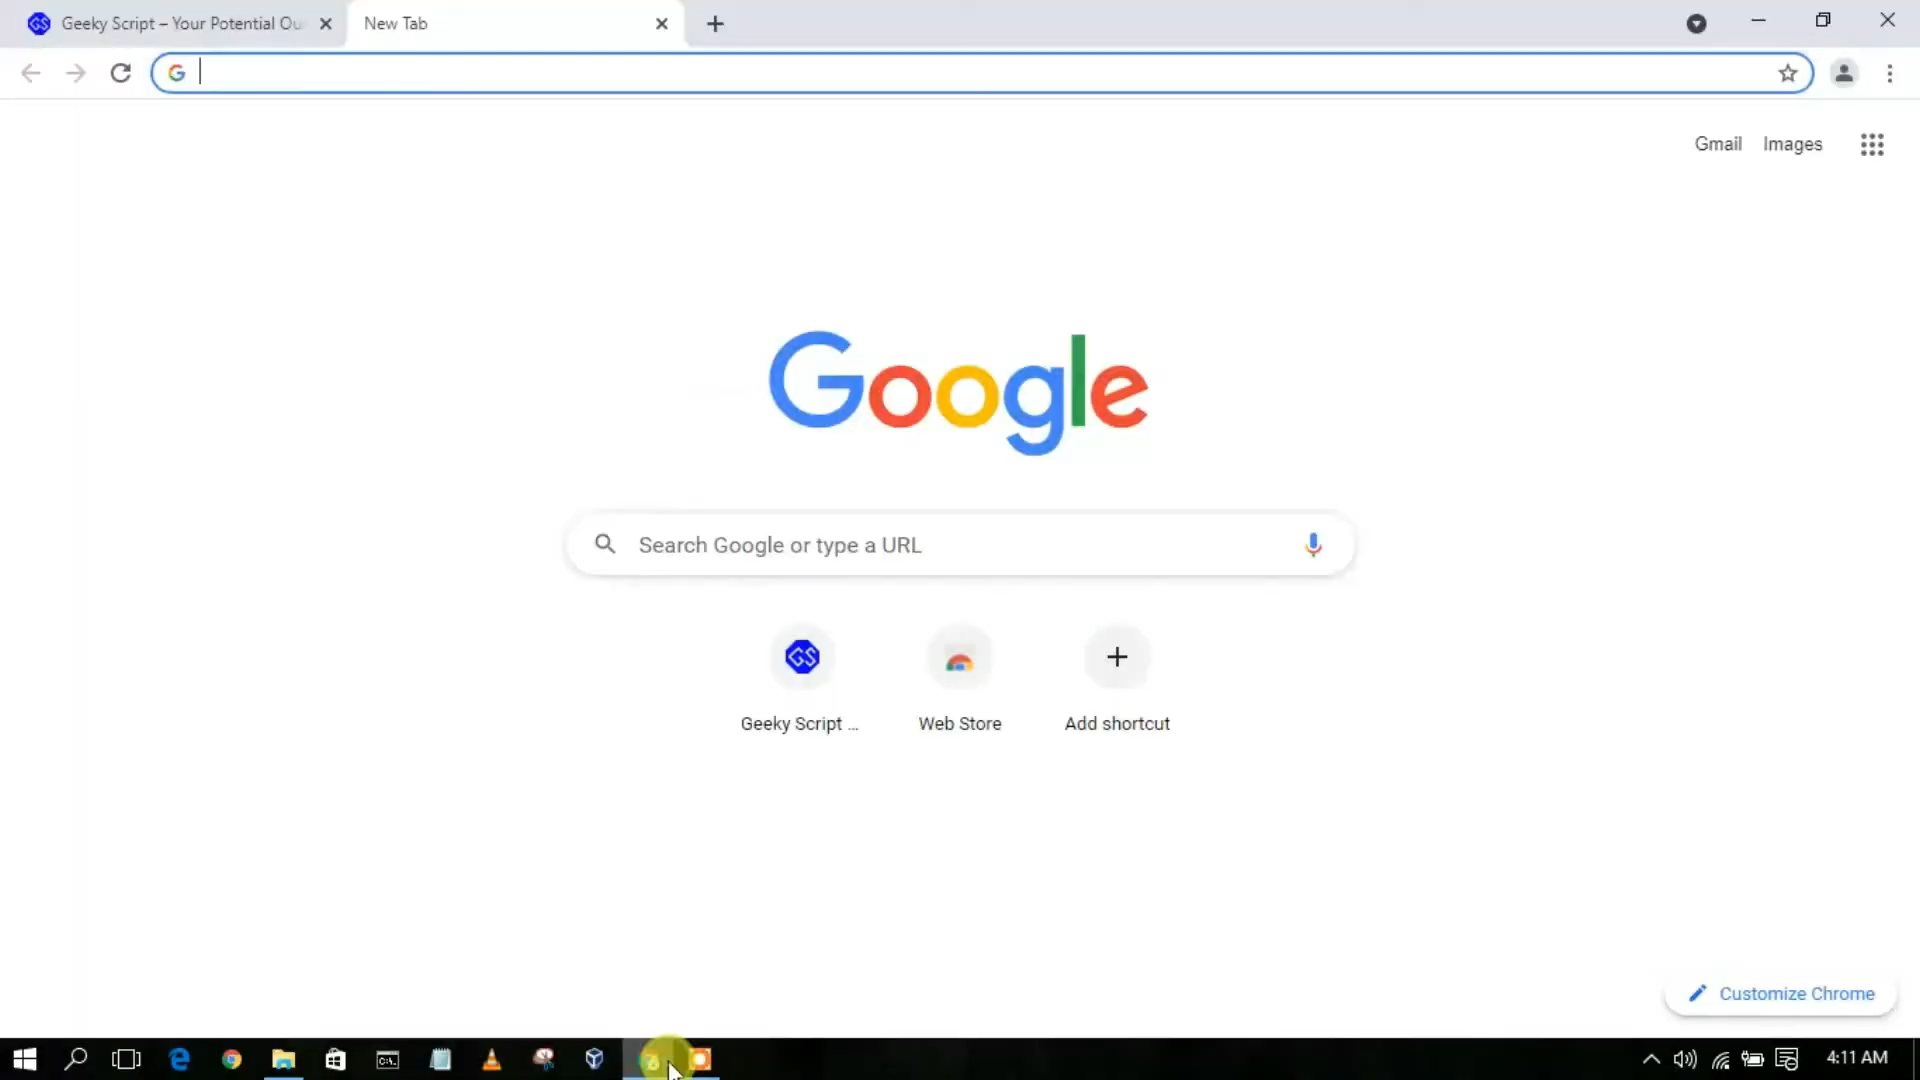 Geeky Script – Your Potential Ou
New Tab
Gmail
Images
Google
Search Google or type a URL
Geeky Script ...
Web Store
Add shortcut
Customize Chrome
4:11 AM